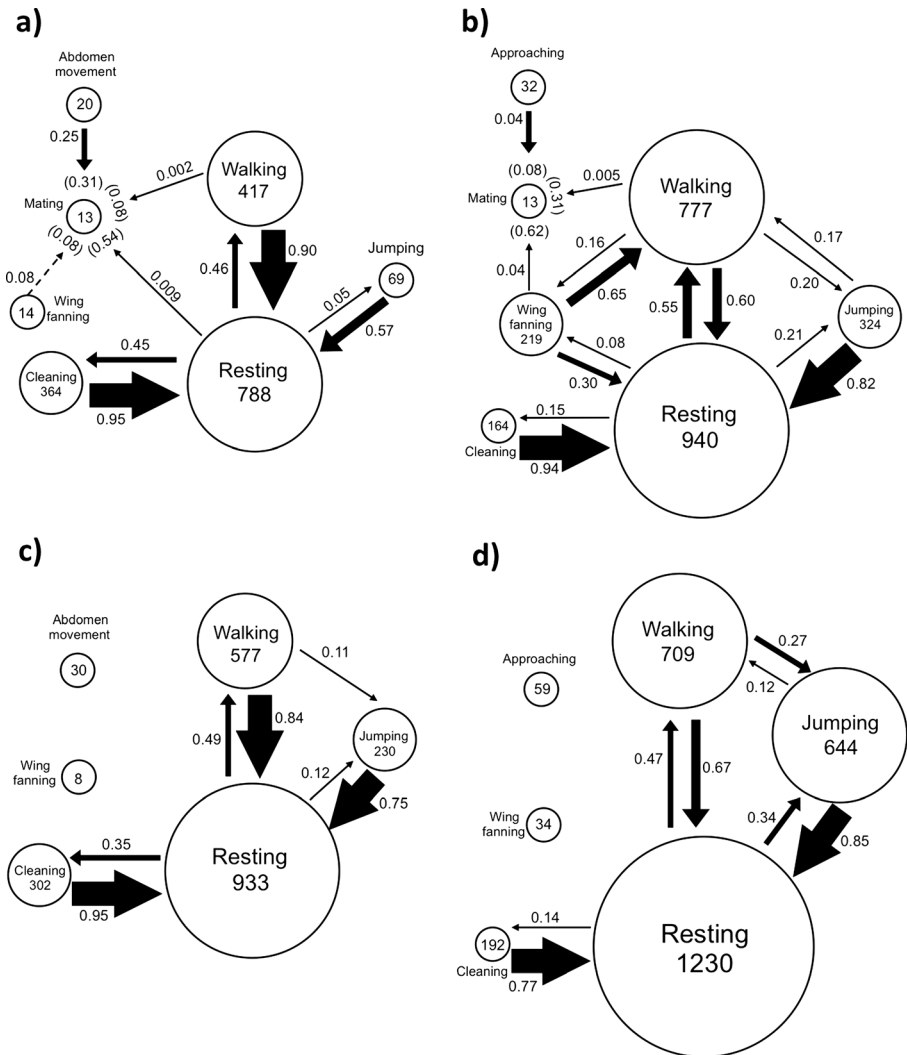 a)
Abdomen
movement
20
0.25
(0.31)
(0.08)
Mating
13
(0.08)
(0.54)
0.08
14
Wing
fanning
0.002
Walking
417
0.46
0.90
0.009
Jumping
69
0.05
0.57
Cleaning
364
0.45
0.95
Resting
788
b)
Approaching
32
0.04
(0.08)
(0.31)
Mating
13
(0.62)
0.005
Walking
777
0.04
0.16
0.65
Wing
fanning
219
0.55
0.60
0.17
0.20
Jumping
324
0.08
0.30
0.21
0.82
Resting
940
0.15
164
Cleaning
0.94
c)
Abdomen
movement
30
Walking
577
0.11
0.49
0.84
Jumping
230
0.12
0.75
Wing
fanning
8
Resting
933
Cleaning
302
0.35
0.95
d)
Approaching
59
Walking
709
0.27
0.12
Jumping
644
0.47
0.67
0.34
0.85
Wing
fanning
34
Resting
1230
0.14
192
Cleaning
0.77